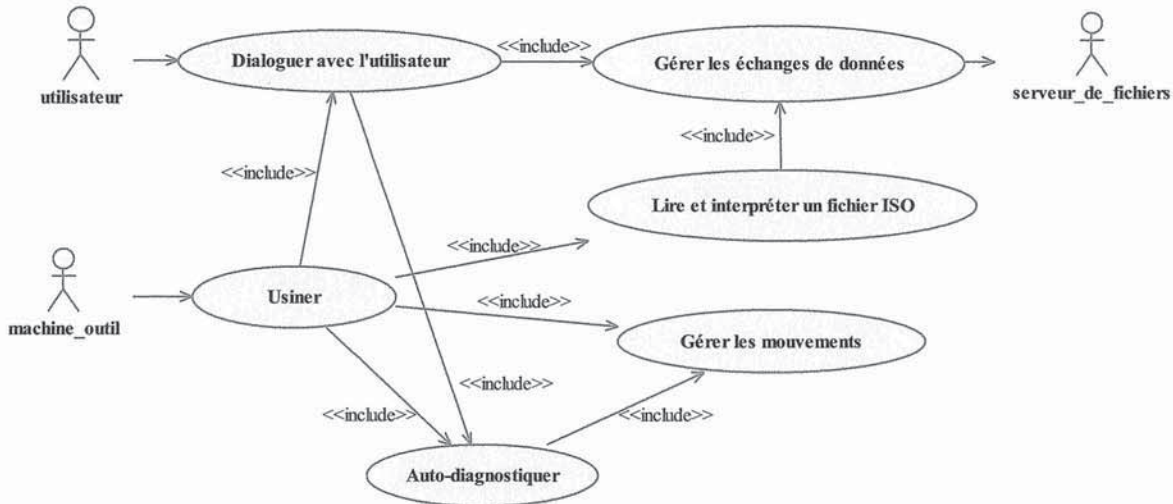 <<include>>
Dialoguer avec l'utilisateur
Gérer les échanges de données
utilisateur
serveur_de_fichiers
<<include>>
<<include>>
Lire et interpréter un fichier ISO
<<include>>
Usiner
<<include>>
machine_outil
Gérer les mouvements
<<include>>
<<include>>
<<include>>
Auto-diagnostiquer